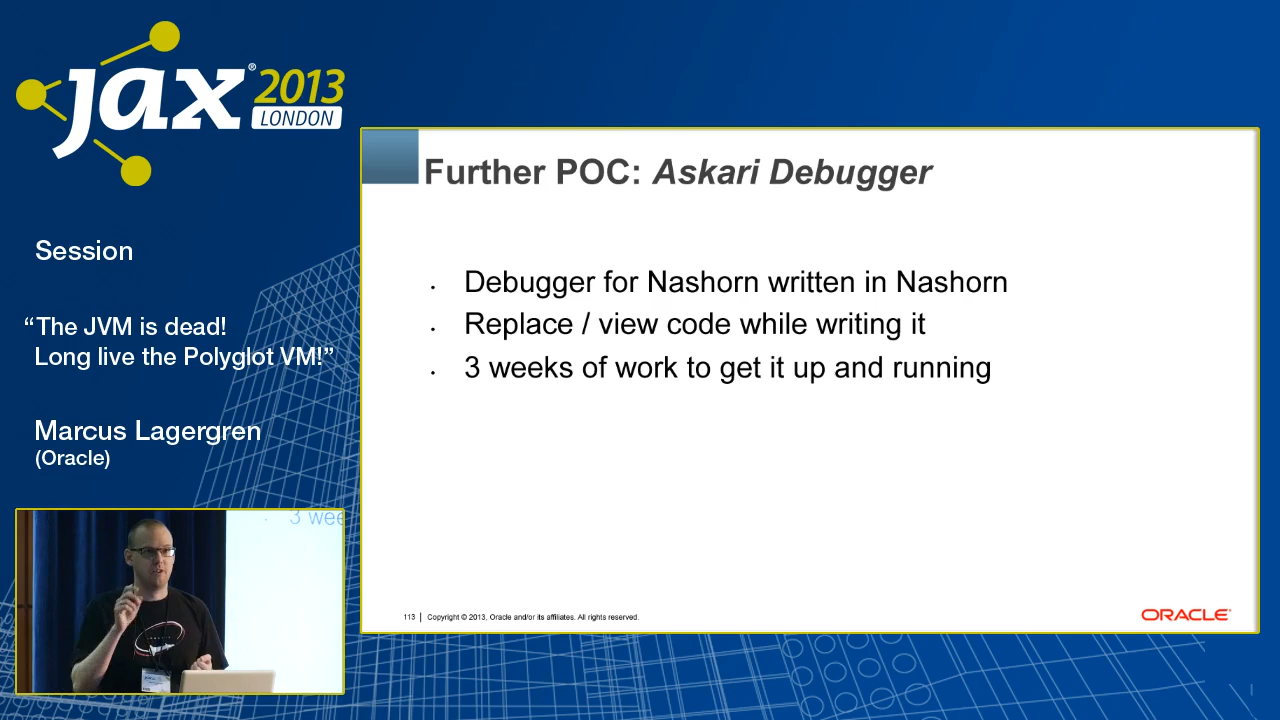 jax® 2013
LONDON
Session
“The JVM is dead!
Long live the Polyglot VM!”
Marcus Lagergren
(Oracle)
Further POC: Askari Debugger
• Debugger for Nashorn written in Nashorn
• Replace / view code while writing it
• 3 weeks of work to get it up and running
3 wee
113 | Copyright © 2013, Oracle and/or its affiliates. All rights reserved.
ORACLE®